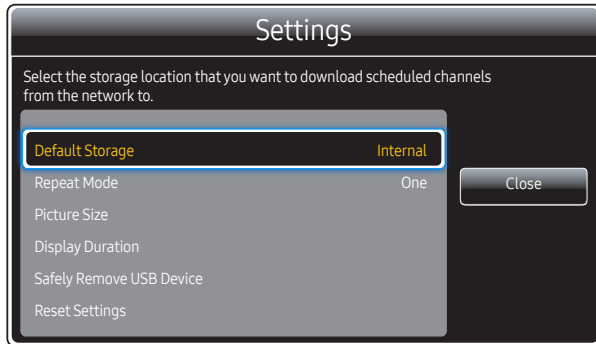 Settings
Select the storage location that you want to download scheduled channels
from the network to.
Default Storage Internal
Repeat Mode One
Close
Picture Size
Display Duration
Safely Remove USB Device
Reset Settings